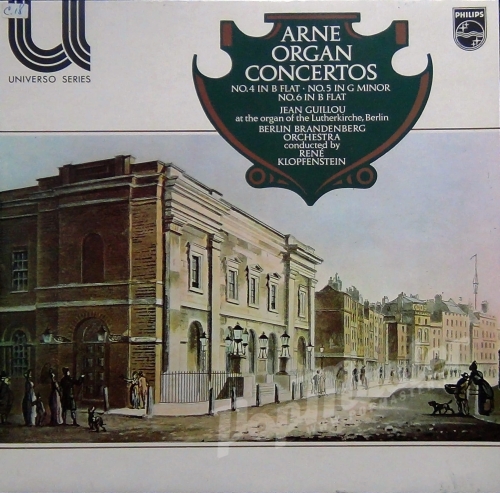 C18
UNIVERSO SERIES
PHILIPS
ARNE
ORGAN
CONCERTOS
NO.4 IN B FLAT · NO.5 IN G MINOR
NO.6 IN B FLAT
JEAN GUILLOU
at the organ of the Lutherkirche, Berlin
BERLIN BRANDENBERG
ORCHESTRA
conducted by
RENÉ
KLOPFENSTEIN